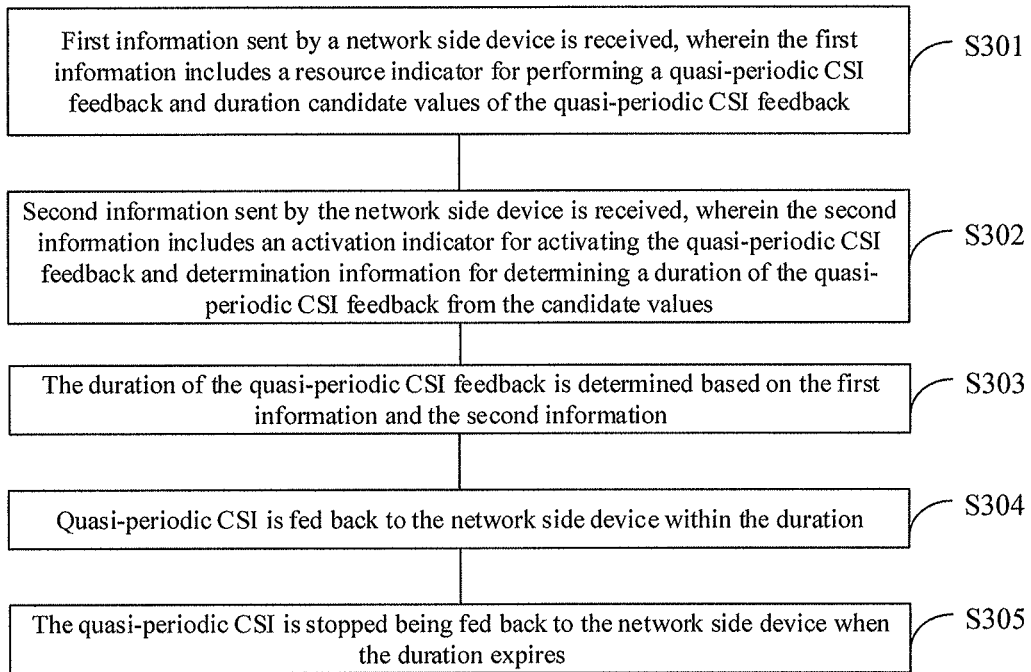 First information sent by a network side device is received, wherein the first
information includes a resource indicator for performing a quasi-periodic CSI
feedback and duration candidate values of the quasi-periodic CSI feedback
S301
Second information sent by the network side device is received, wherein the second
information includes an activation indicator for activating the quasi-periodic CSI
feedback and determination information for determining a duration of the quasi-
periodic CSI feedback from the candidate values
S302
The duration of the quasi-periodic CSI feedback is determined based on the first
information and the second information
S303
Quasi-periodic CSI is fed back to the network side device within the duration
S304
The quasi-periodic CSI is stopped being fed back to the network side device when
the duration expires
S305